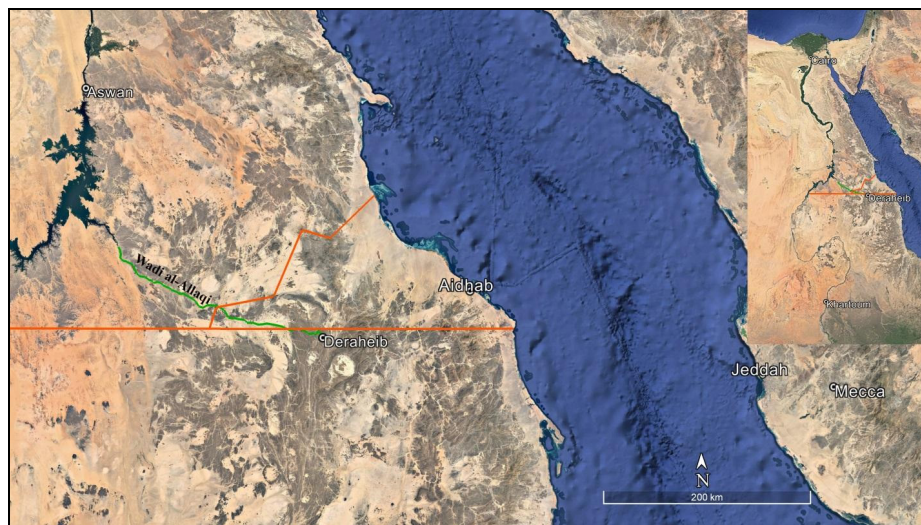 Aswan
Cairo
Deraheib
Khartoum
Wadi al-Allaqi
Aidhab
Deraheib
Jeddah
Mecca
N
200 km